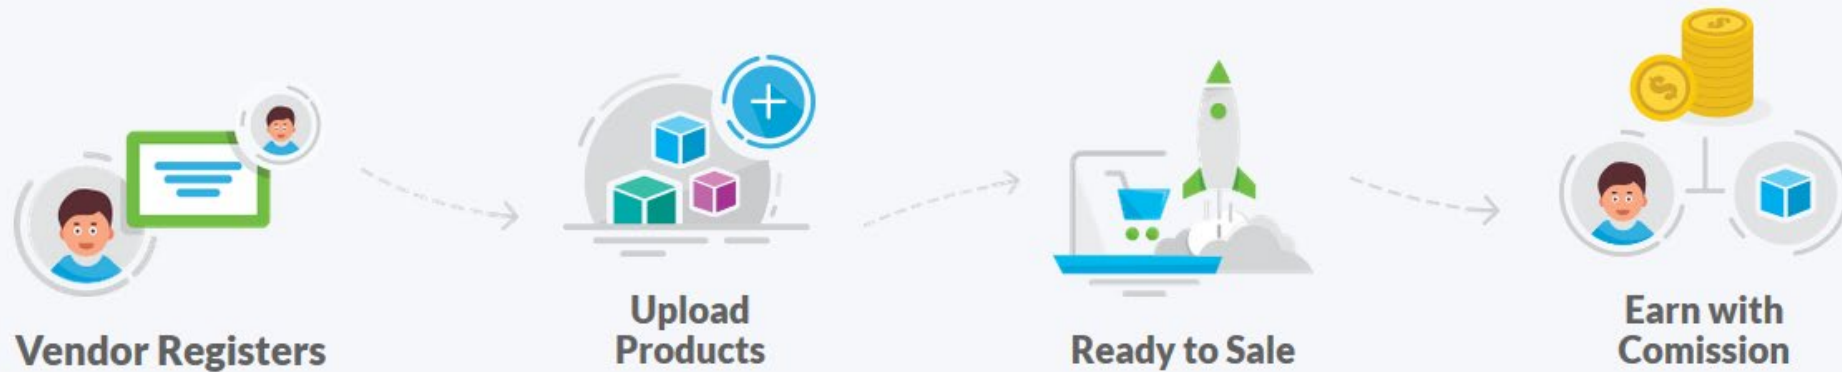 Vendor Registers
Upload
Products
Ready to Sale
Earn with
Comission